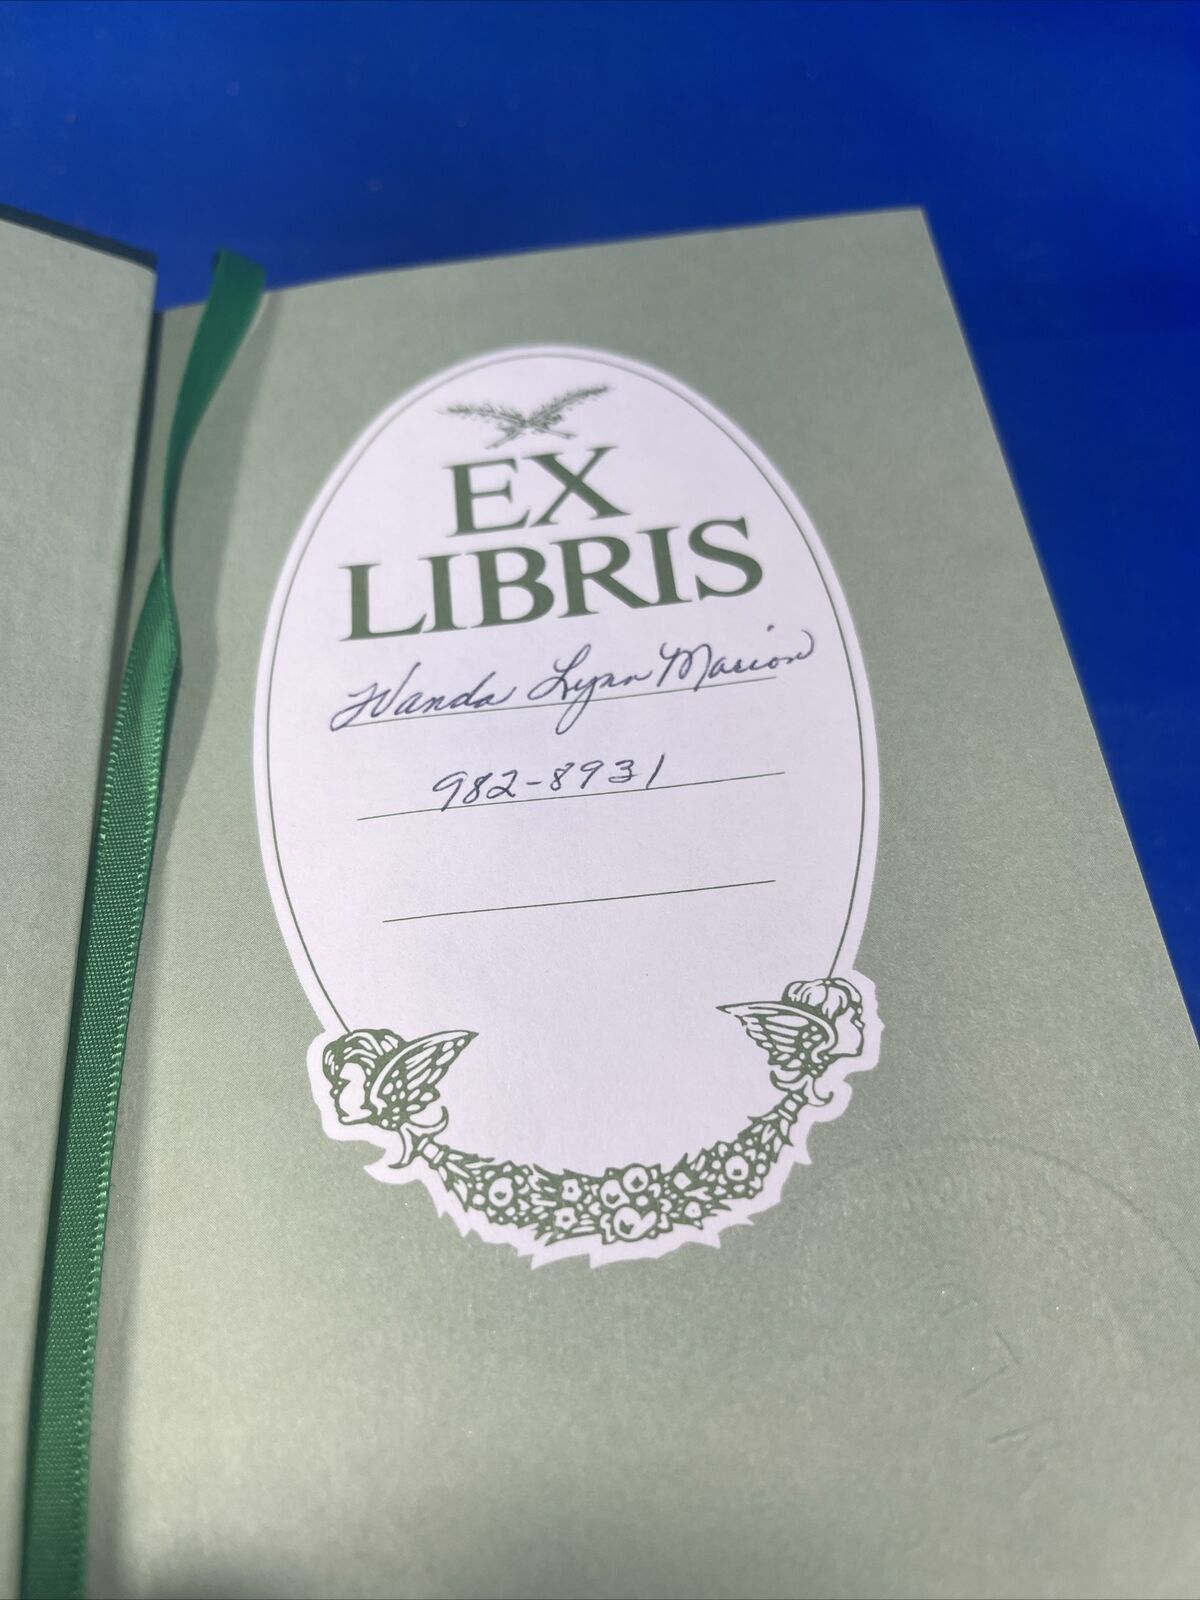 EX
LIBRIS
Wanda Lynn Marion
982-8931